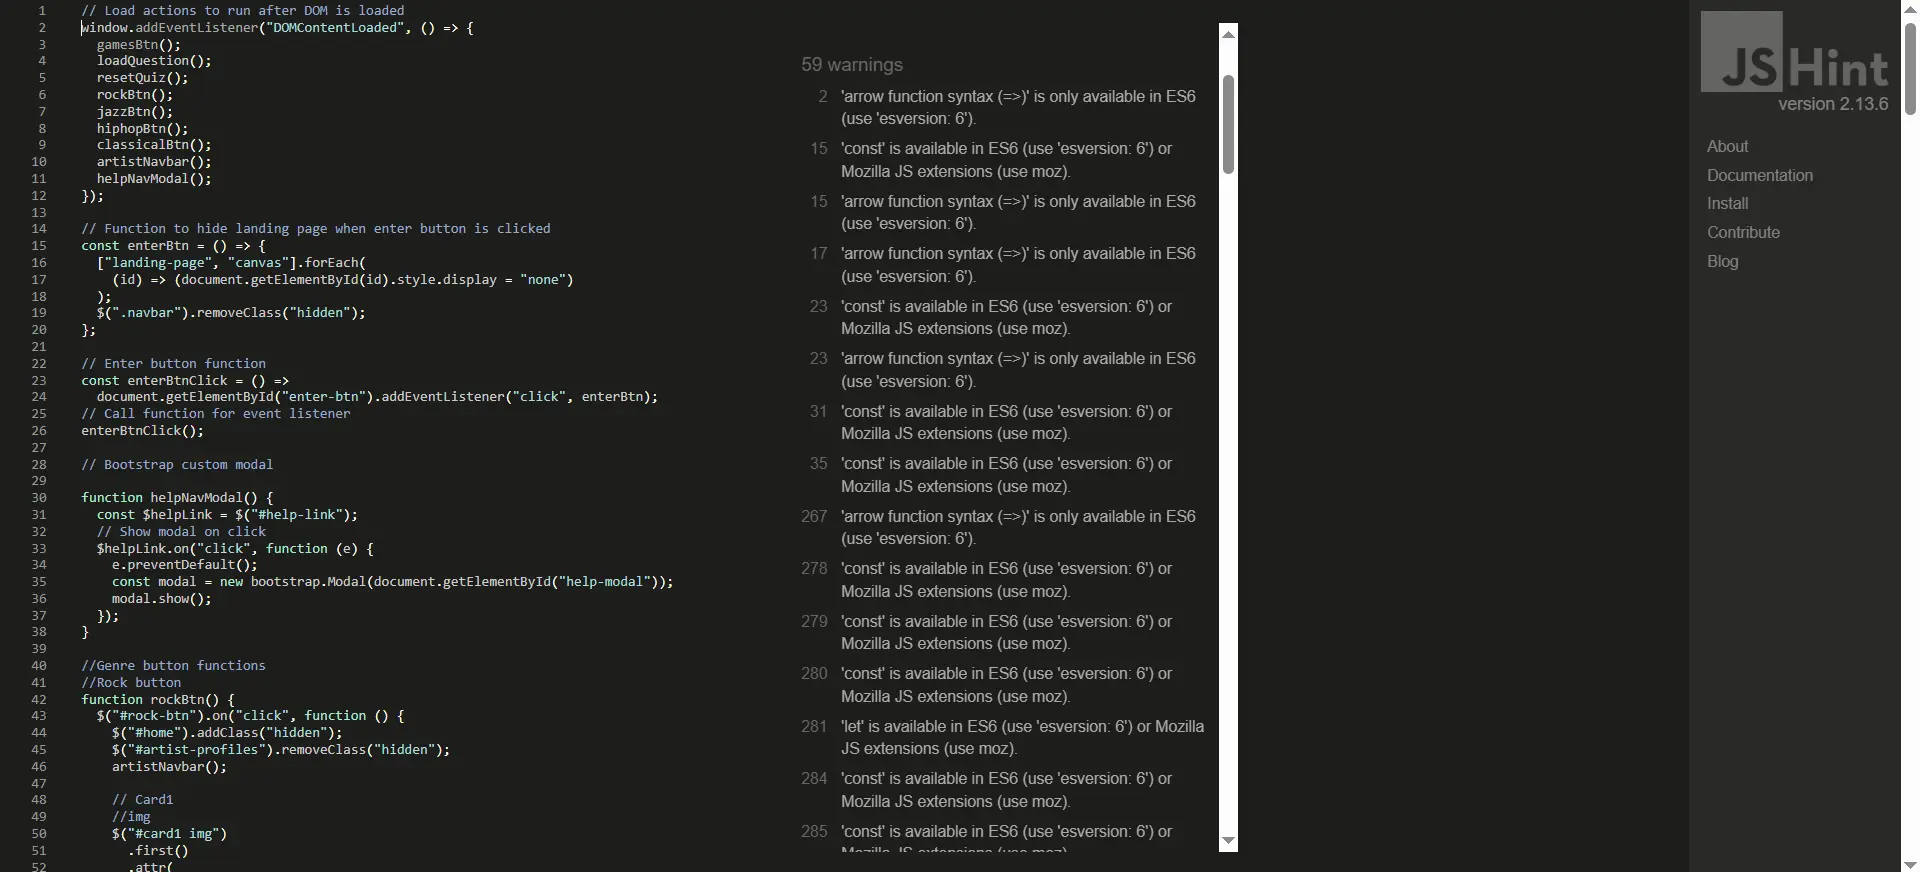 1 // Load actions to run after DOM is loaded
2 window.addEventListener("DOMContentLoaded", () => {
3 gamesBtn();
4 loadQuestion();
5 resetQuiz();
6 rockBtn();
7 jazzBtn();
8 hiphopBtn();
9 classicalBtn();
10 artistNavbar();
11 helpNavModal();
12 });
13
14 // Function to hide landing page when enter button is clicked
15 const enterBtn = () => {
16 ["landing-page", "canvas"].forEach(
17 (id) => (document.getElementById(id).style.display = "none")
18 );
19 $(".navbar").removeClass("hidden");
20 };
21
22 // Enter button function
23 const enterBtnClick = () =>
24 document.getElementById("enter-btn").addEventListener("click", enterBtn);
25 // Call function for event listener
26 enterBtnClick();
27
28 // Bootstrap custom modal
29
30 function helpNavModal() {
31 const $helpLink = $("#help-link");
32 // Show modal on click
33 $helpLink.on("click", function (e) {
34 e.preventDefault();
35 const modal = new bootstrap.Modal(document.getElementById("help-modal"));
36 modal.show();
37 });
38 }
39
40 //Genre button functions
41 //Rock button
42 function rockBtn() {
43 $("#rock-btn").on("click", function () {
44 $("#home").addClass("hidden");
45 $("#artist-profiles").removeClass("hidden");
46 artistNavbar();
47
48 // Card1
49 //img
50 $("#card1 img")
51 .first()
52 .attr(
59 warnings
2 'arrow function syntax (=>)' is only available in ES6
(use 'esversion: 6').
15 'const' is available in ES6 (use 'esversion: 6') or
Mozilla JS extensions (use moz).
15 'arrow function syntax (=>)' is only available in ES6
(use 'esversion: 6').
17 'arrow function syntax (=>)' is only available in ES6
(use 'esversion: 6').
23 'const' is available in ES6 (use 'esversion: 6') or
Mozilla JS extensions (use moz).
23 'arrow function syntax (=>)' is only available in ES6
(use 'esversion: 6').
31 'const' is available in ES6 (use 'esversion: 6') or
Mozilla JS extensions (use moz).
35 'const' is available in ES6 (use 'esversion: 6') or
Mozilla JS extensions (use moz).
267 'arrow function syntax (=>)' is only available in ES6
(use 'esversion: 6').
278 'const' is available in ES6 (use 'esversion: 6') or
Mozilla JS extensions (use moz).
279 'const' is available in ES6 (use 'esversion: 6') or
Mozilla JS extensions (use moz).
280 'const' is available in ES6 (use 'esversion: 6') or
Mozilla JS extensions (use moz).
281 'let' is available in ES6 (use 'esversion: 6') or Mozilla
JS extensions (use moz).
284 'const' is available in ES6 (use 'esversion: 6') or
Mozilla JS extensions (use moz).
285 'const' is available in ES6 (use 'esversion: 6') or
Mozilla JS extensions (use moz).
JSHint
version 2.13.6
About
Documentation
Install
Contribute
Blog